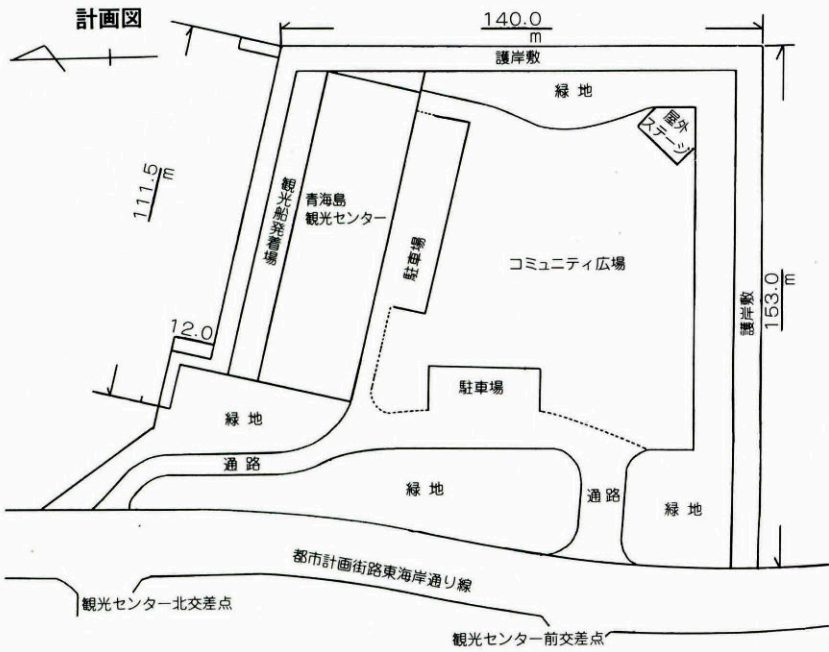 計画図
140.0
m
護岸敷
緑地
屋外
ステージ
111.5
m
観光船発着場
青海島
観光センター
駐車場
コミュニティ広場
護岸敷
153.0
m
12.0
駐車場
緑地
通路
緑地
通路
緑地
都市計画街路東海岸通り線
観光センター北交差点
観光センター前交差点